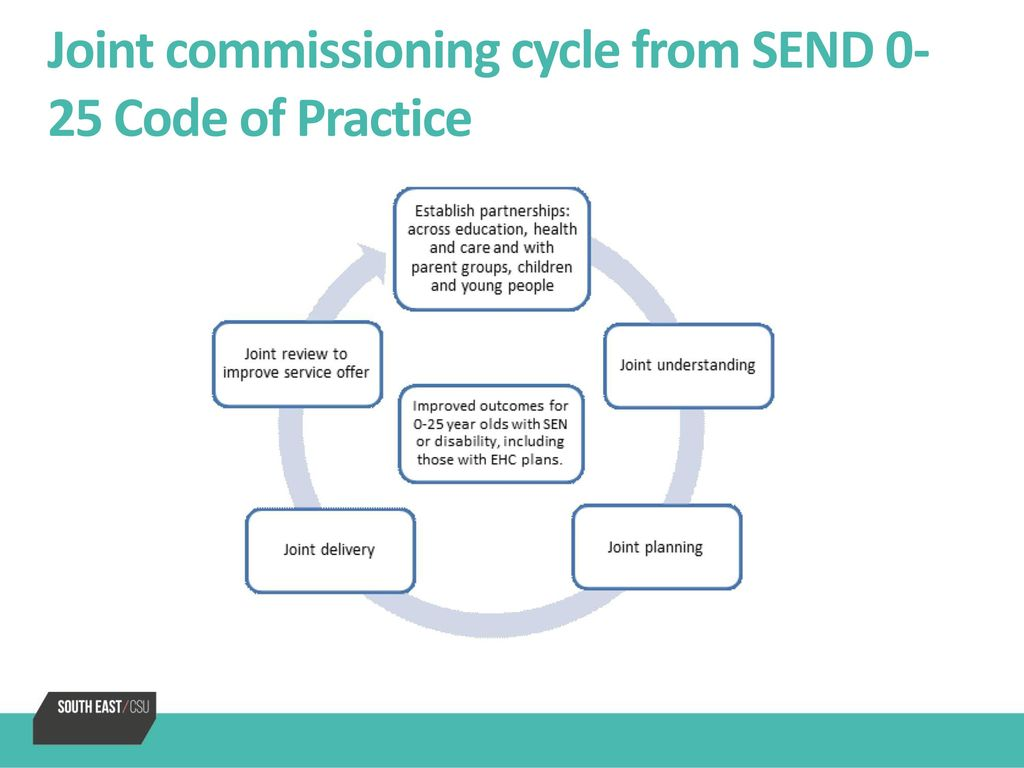 Joint commissioning cycle from SEND 0-
25 Code of Practice
Establish partnerships:
across education, health
and care and with
parent groups, children
and young people
Joint review to
improve service offer
Joint understanding
Improved outcomes for
0-25 year olds with SEN
or disability, including
those with EHC plans.
Joint delivery
Joint planning
SOUTH EAST/CSU